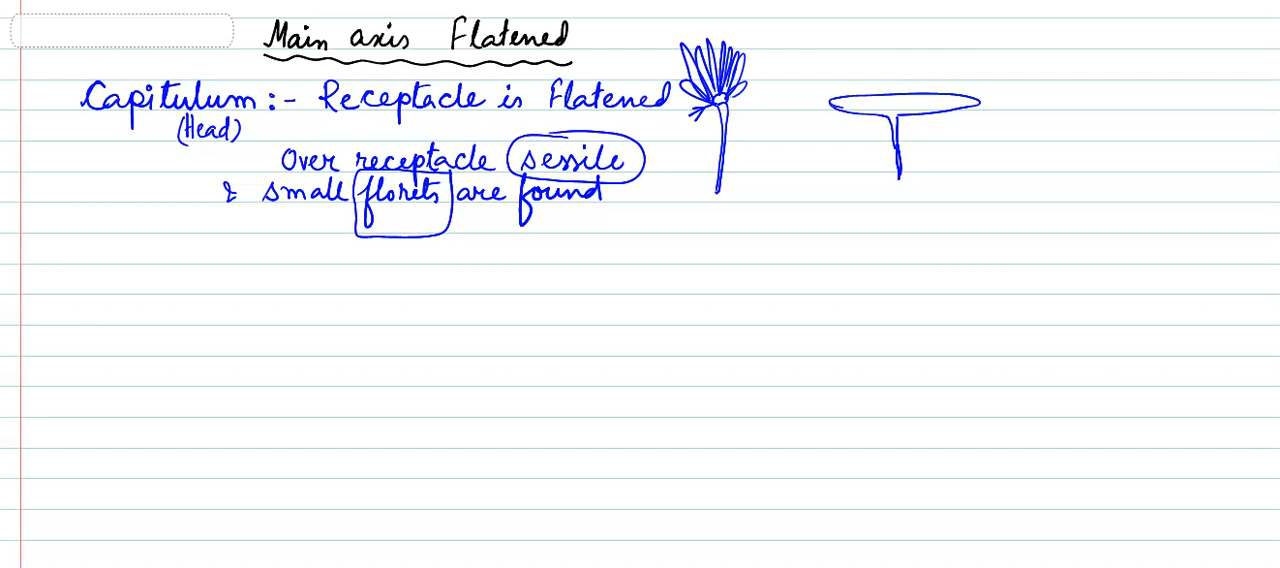 Main axis Flatened
Capitulum :- Receptacle is Flatened
(Head)
Over receptacle sessile
& small florets are found